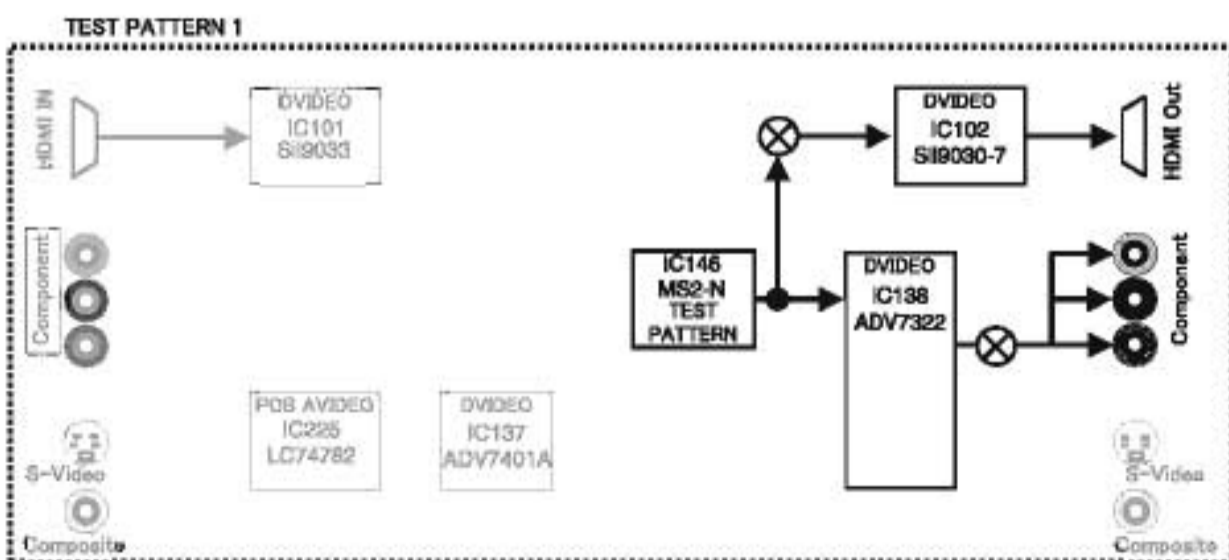 TEST PATTERN 1
HDMI IN
DVIDEO
IC101
SiI9033
DVIDEO
IC102
SiI9030-7
HDMI Out
Component
IC146
MS2-N
TEST
PATTERN
DVIDEO
IC138
ADV7322
Component
PCB AVIDEO
IC225
LC74782
DVIDEO
IC137
ADV7401A
S-Video
Composite
S-Video
Composite